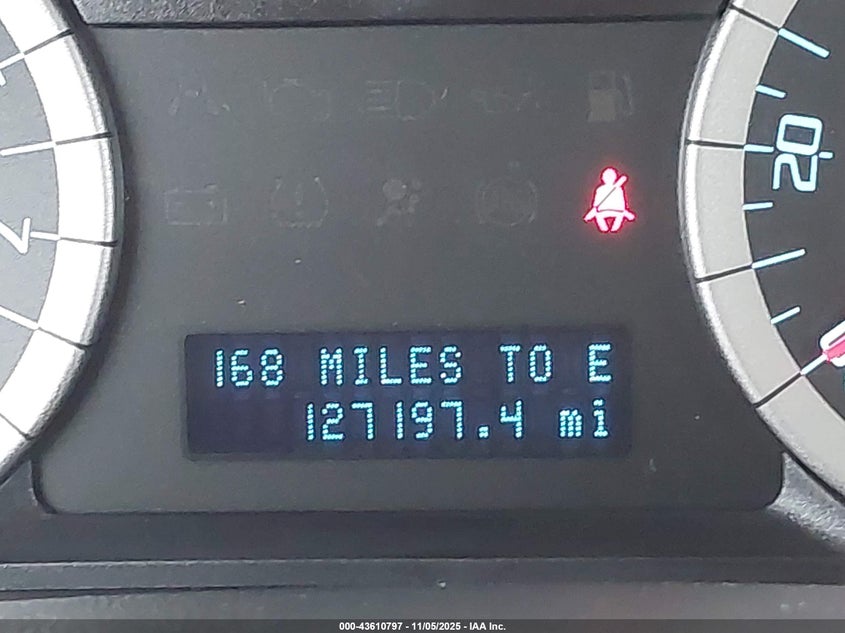 20
168 MILES TO E
127197.4 mi
000-43610797 - 11/05/2025 - IAA Inc.